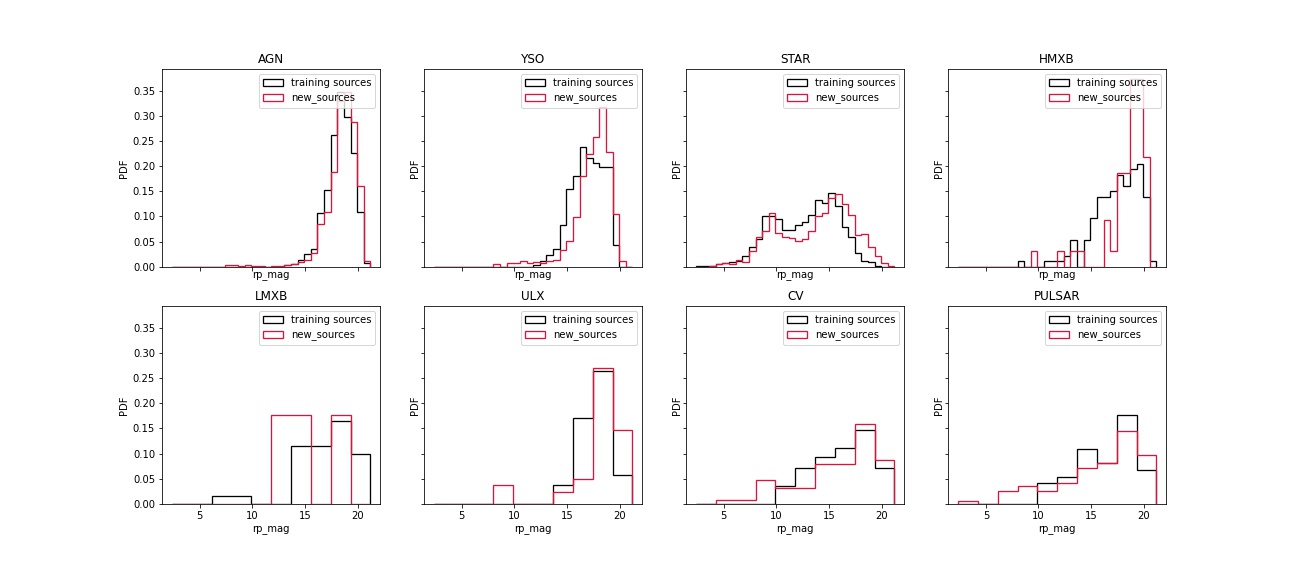 AGN YSO STAR HMXB
training sources training sources training sources training sources
new_sources new_sources new_sources new_sources
0.35
0.30
0.25
0.20
0.15
0.10
0.05
0.00
PDF PDF PDF PDF
rp_mag rp_mag rp_mag rp_mag
LMXB ULX CV PULSAR
training sources training sources training sources training sources
new_sources new_sources new_sources new_sources
0.35
0.30
0.25
0.20
0.15
0.10
0.05
0.00
PDF PDF PDF PDF
5 10 15 20 5 10 15 20 5 10 15 20 5 10 15 20
rp_mag rp_mag rp_mag rp_mag